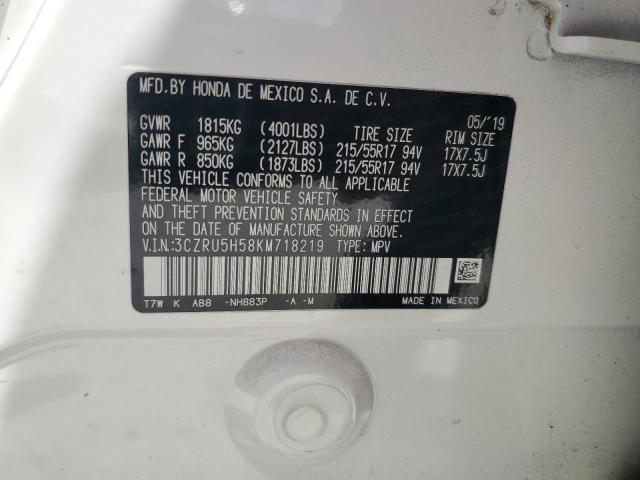 MFD.BY HONDA DE MEXICO S.A. DE C.V.
05/'19
GVWR 1815KG (4001LBS) TIRE SIZE RIM SIZE
GAWR F 965KG (2127LBS) 215/55R17 94V 17X7.5J
GAWR R 850KG (1873LBS) 215/55R17 94V 17X7.5J
THIS VEHICLE CONFORMS TO ALL APPLICABLE
FEDERAL MOTOR VEHICLE SAFETY
AND THEFT PREVENTION STANDARDS IN EFFECT
ON THE DATE OF MANUFACTURE SHOWN ABOVE.
V.I.N:3CZRU5H58KM718219 TYPE: MPV
T7W K AB8 -NH883P -A -M MADE IN MEXICO